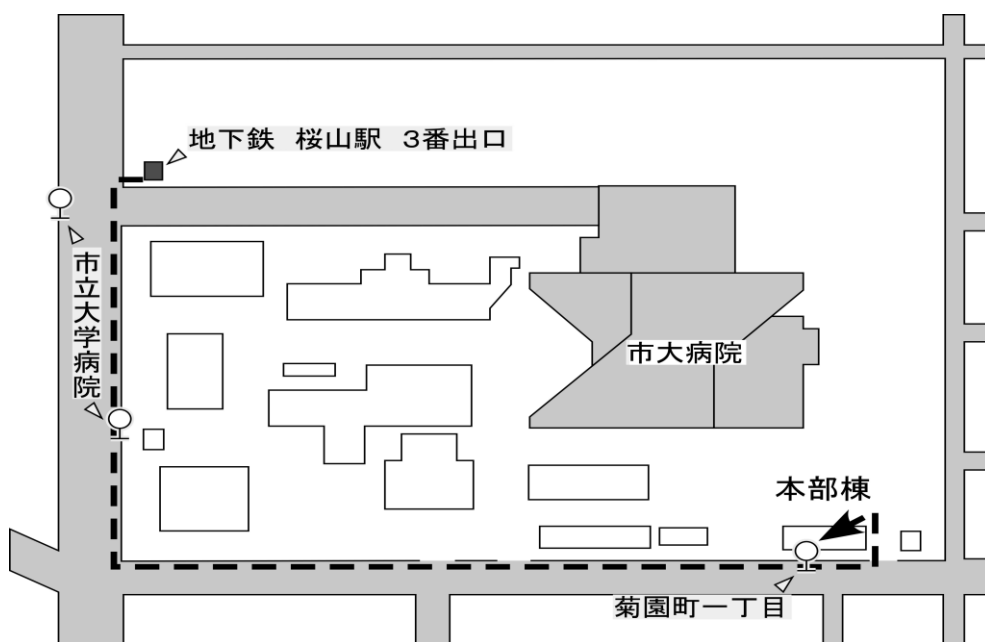 地下鉄 桜山駅 3番出口
市立大学病院
市大病院
本部棟
菊園町一丁目